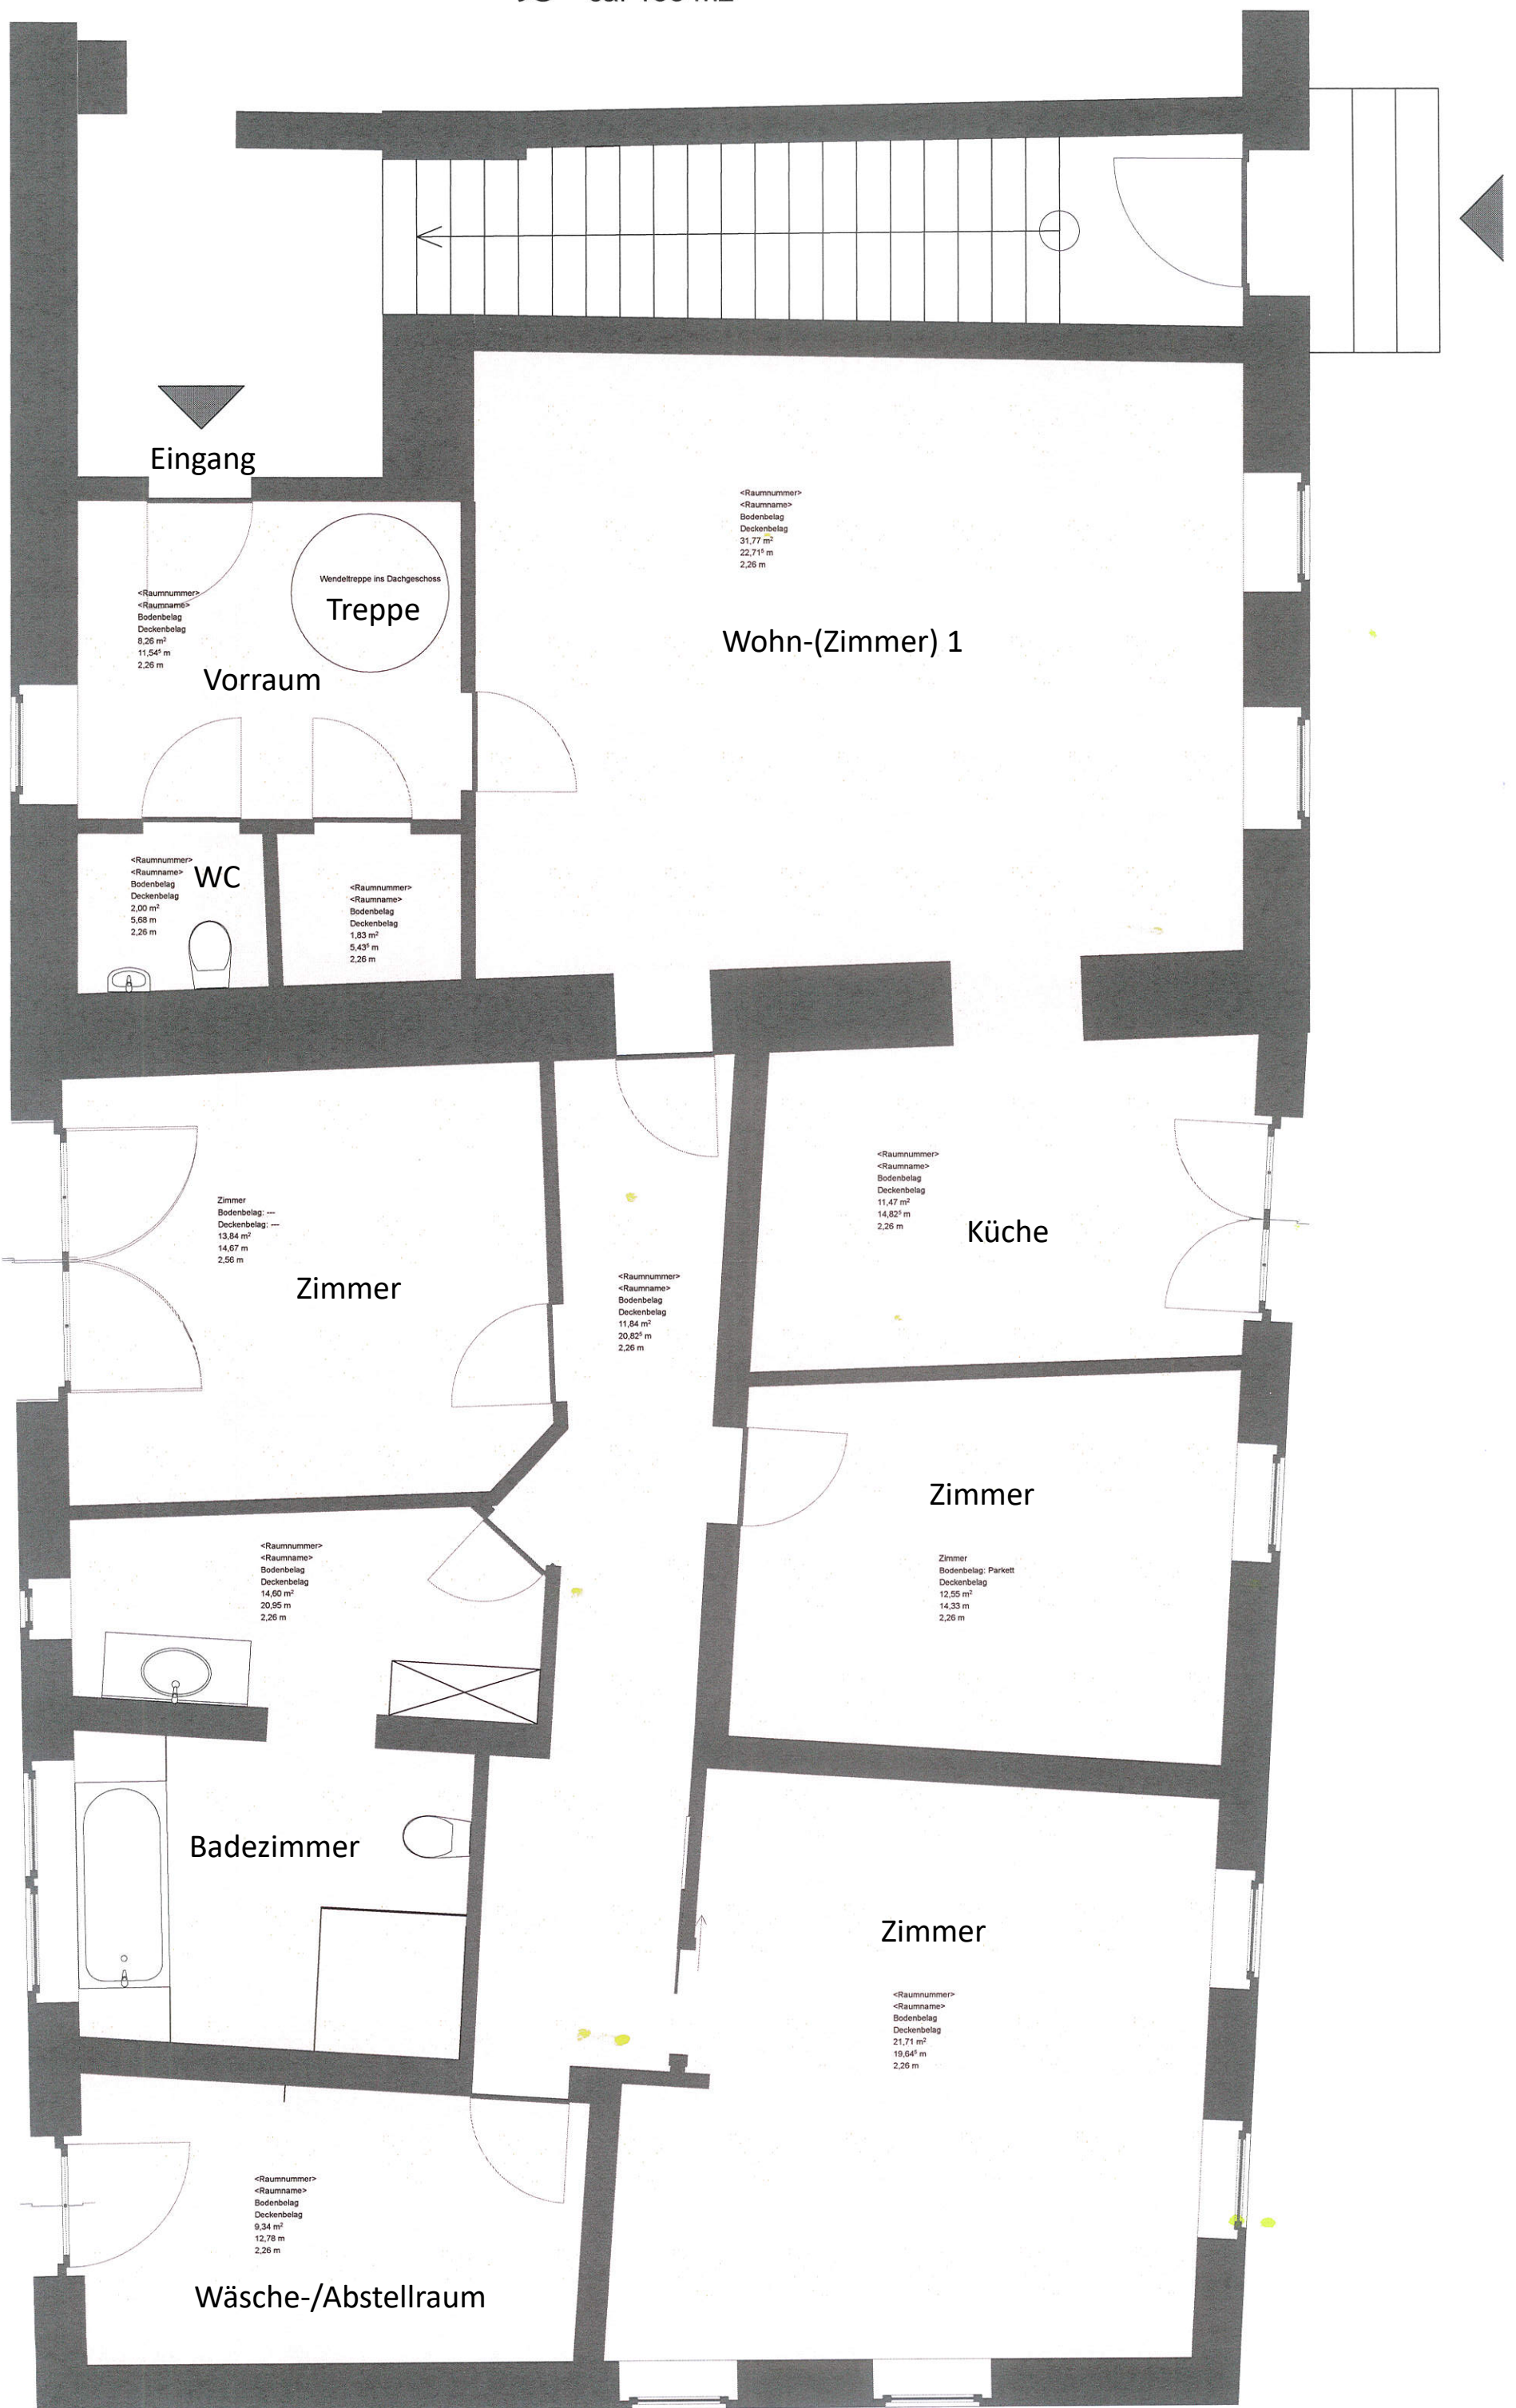 ca. 
Eingang
<Raumnummer>
<Raumname>
Bodenbelag
Deckenbelag
31,77 m²
22,71⁵ m
2,26 m
Wendeltreppe ins Dachgeschoss
Treppe
<Raumnummer>
<Raumname>
Bodenbelag
Deckenbelag
8,26 m²
11,54⁵ m
2,26 m
Wohn-(Zimmer) 1
Vorraum
<Raumnummer>
<Raumname>
Bodenbelag
Deckenbelag
2,00 m²
5,68 m
2,26 m
WC
<Raumnummer>
<Raumname>
Bodenbelag
Deckenbelag
1,83 m²
5,43⁵ m
2,26 m
<Raumnummer>
<Raumname>
Bodenbelag
Deckenbelag
11,47 m²
14,82⁵ m
2,26 m
Küche
Zimmer
Bodenbelag: ---
Deckenbelag: ---
13,84 m²
14,67 m
2,56 m
Zimmer
<Raumnummer>
<Raumname>
Bodenbelag
Deckenbelag
11,84 m²
20,82⁵ m
2,26 m
Zimmer
Zimmer
Bodenbelag: Parkett
Deckenbelag
12,55 m²
14,33 m
2,26 m
<Raumnummer>
<Raumname>
Bodenbelag
Deckenbelag
14,60 m²
20,95 m
2,26 m
Badezimmer
Zimmer
<Raumnummer>
<Raumname>
Bodenbelag
Deckenbelag
21,71 m²
19,64⁵ m
2,26 m
<Raumnummer>
<Raumname>
Bodenbelag
Deckenbelag
9,34 m²
12,78 m
2,26 m
Wäsche-/Abstellraum